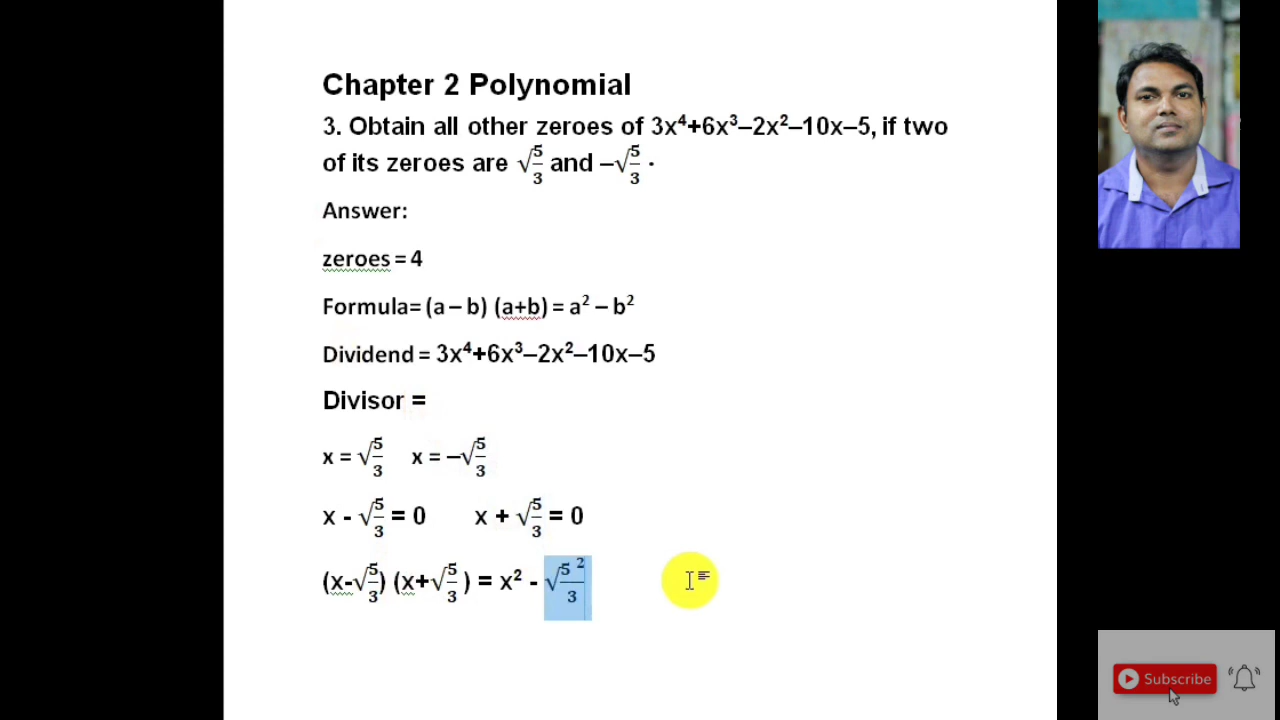 Chapter 2 Polynomial
3. Obtain all other zeroes of 3x⁴+6x³–2x²–10x–5, if two
of its zeroes are √5/3 and –√5/3 .
Answer:
zeroes = 4
Formula= (a – b) (a+b) = a² – b²
Dividend = 3x⁴+6x³–2x²–10x–5
Divisor =
x = √5/3 x = –√5/3
x - √5/3 = 0 x + √5/3 = 0
(x-√5/3) (x+√5/3 ) = x² - √5²/3
Subscribe